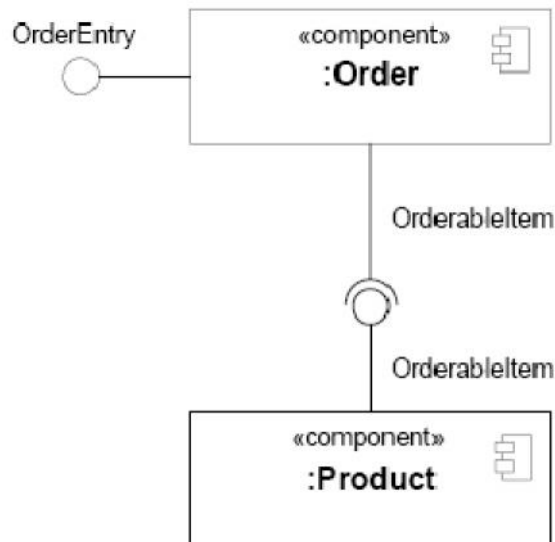 OrderEntry
«component»
:Order
OrderableItem
OrderableItem
«component»
:Product